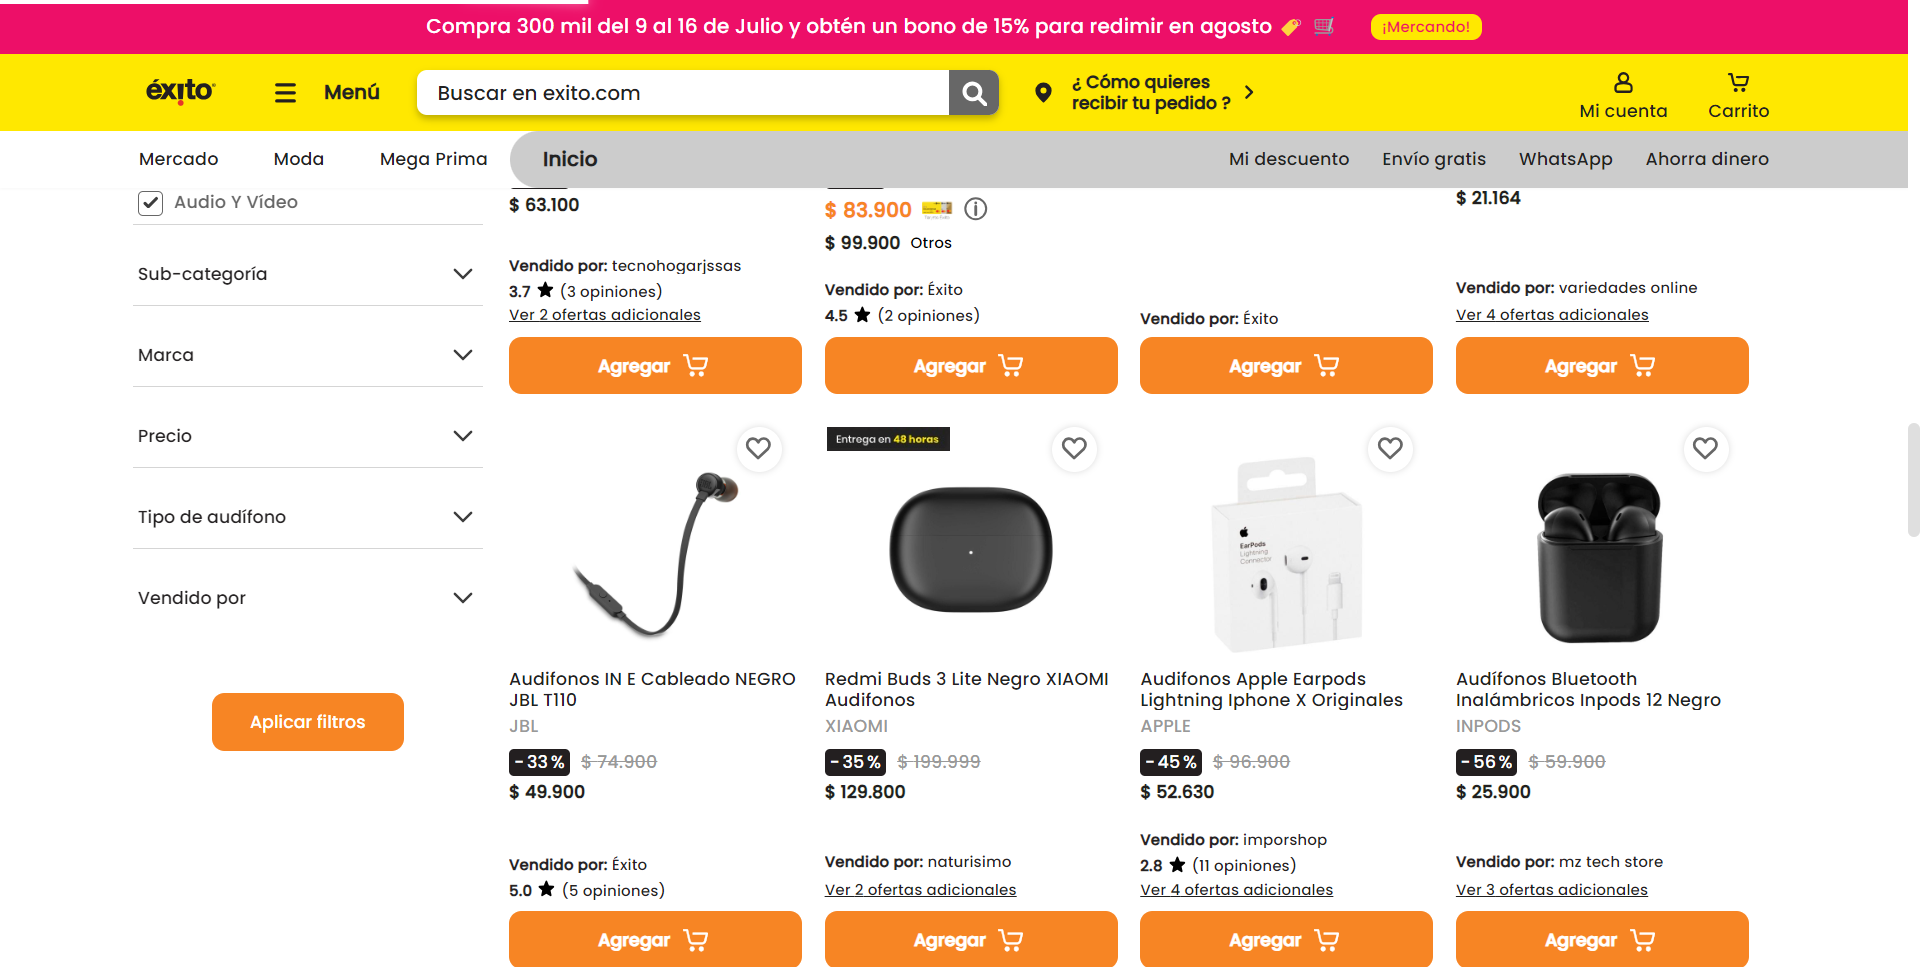 Compra 300 mil del 9 al 16 de Julio y obtén un bono de 15% para redimir en agosto
¡Mercando!
éxito
Menú
Buscar en exito.com
¿ Cómo quieres
recibir tu pedido ?
Mi cuenta
Carrito
Mercado
Moda
Mega Prima
Inicio
Mi descuento
Envío gratis
WhatsApp
Ahorra dinero
Audio Y Vídeo
Sub-categoría
Marca
Precio
Tipo de audífono
Vendido por
Aplicar filtros
$ 63.100
Vendido por: tecnohogarjssas
3.7 ★ (3 opiniones)
Ver 2 ofertas adicionales
Agregar
$ 83.900
$ 99.900 Otros
Vendido por: Éxito
4.5 ★ (2 opiniones)
Agregar
Vendido por: Éxito
Agregar
$ 21.164
Vendido por: variedades online
Ver 4 ofertas adicionales
Agregar
Audifonos IN E Cableado NEGRO
JBL T110
JBL
-33% $ 74.900
$ 49.900
Vendido por: Éxito
5.0 ★ (5 opiniones)
Agregar
Entrega en 48 horas
Redmi Buds 3 Lite Negro XIAOMI
Audifonos
XIAOMI
-35% $ 199.999
$ 129.800
Vendido por: naturisimo
Ver 2 ofertas adicionales
Agregar
EarPods
Lightning
Connector
Audifonos Apple Earpods
Lightning Iphone X Originales
APPLE
-45% $ 96.900
$ 52.630
Vendido por: imporshop
2.8 ★ (11 opiniones)
Ver 4 ofertas adicionales
Agregar
Audífonos Bluetooth
Inalámbricos Inpods 12 Negro
INPODS
-56% $ 59.900
$ 25.900
Vendido por: mz tech store
Ver 3 ofertas adicionales
Agregar